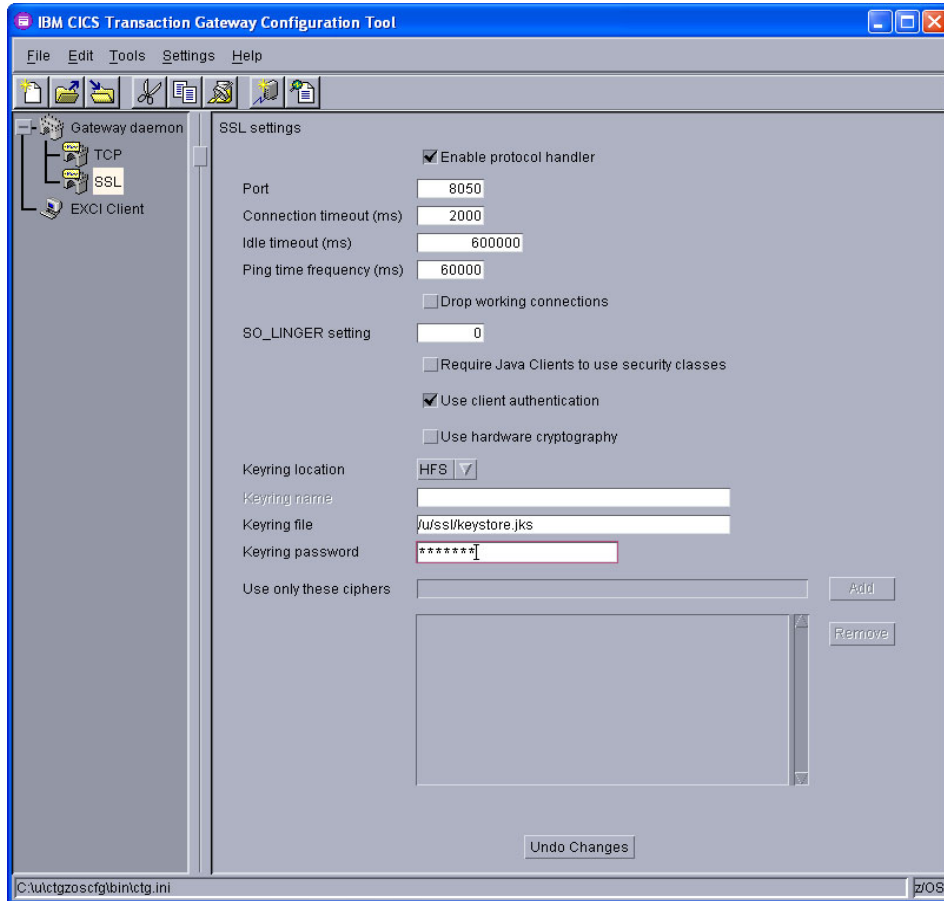 IBM CICS Transaction Gateway Configuration Tool
File Edit Tools Settings Help
Gateway daemon
TCP
SSL
EXCI Client
SSL settings
Enable protocol handler
Port 8050
Connection timeout (ms) 2000
Idle timeout (ms) 600000
Ping time frequency (ms) 60000
Drop working connections
SO_LINGER setting 0
Require Java Clients to use security classes
Use client authentication
Use hardware cryptography
Keyring location HFS
Keyring name
Keyring file /u/ssl/keystore.jks
Keyring password *******
Use only these ciphers Add
Remove
Undo Changes
C:\u\ctgzoscfg\bin\ctg.ini z/OS